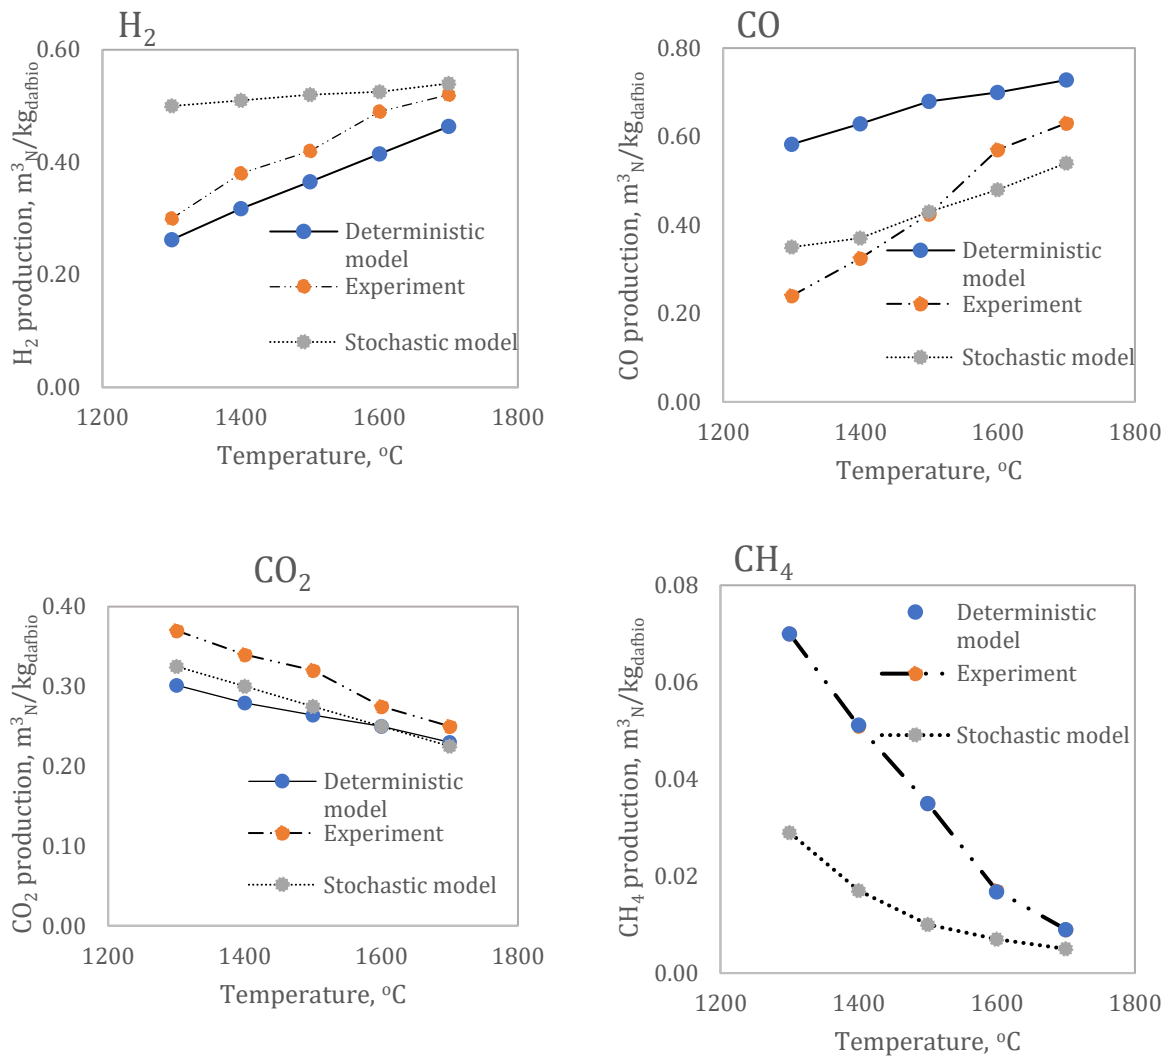 H₂
H₂ production, m³N/kgdafbio
0.60
0.40
0.20
0.00
1200 1400 1600 1800
Temperature, °C
Deterministic
model
Experiment
Stochastic model
CO
CO production, m³N/kgdafbio
0.80
0.60
0.40
0.20
0.00
1200 1400 1600 1800
Temperature, °C
Deterministic
model
Experiment
Stochastic model
CO₂
CO₂ production, m³N/kgdafbio
0.40
0.30
0.20
0.10
0.00
1200 1400 1600 1800
Temperature, °C
Deterministic
model
Experiment
Stochastic model
CH₄
CH₄ production, m³N/kgdafbio
0.08
0.06
0.04
0.02
0.00
1200 1400 1600 1800
Temperature, °C
Deterministic
model
Experiment
Stochastic model